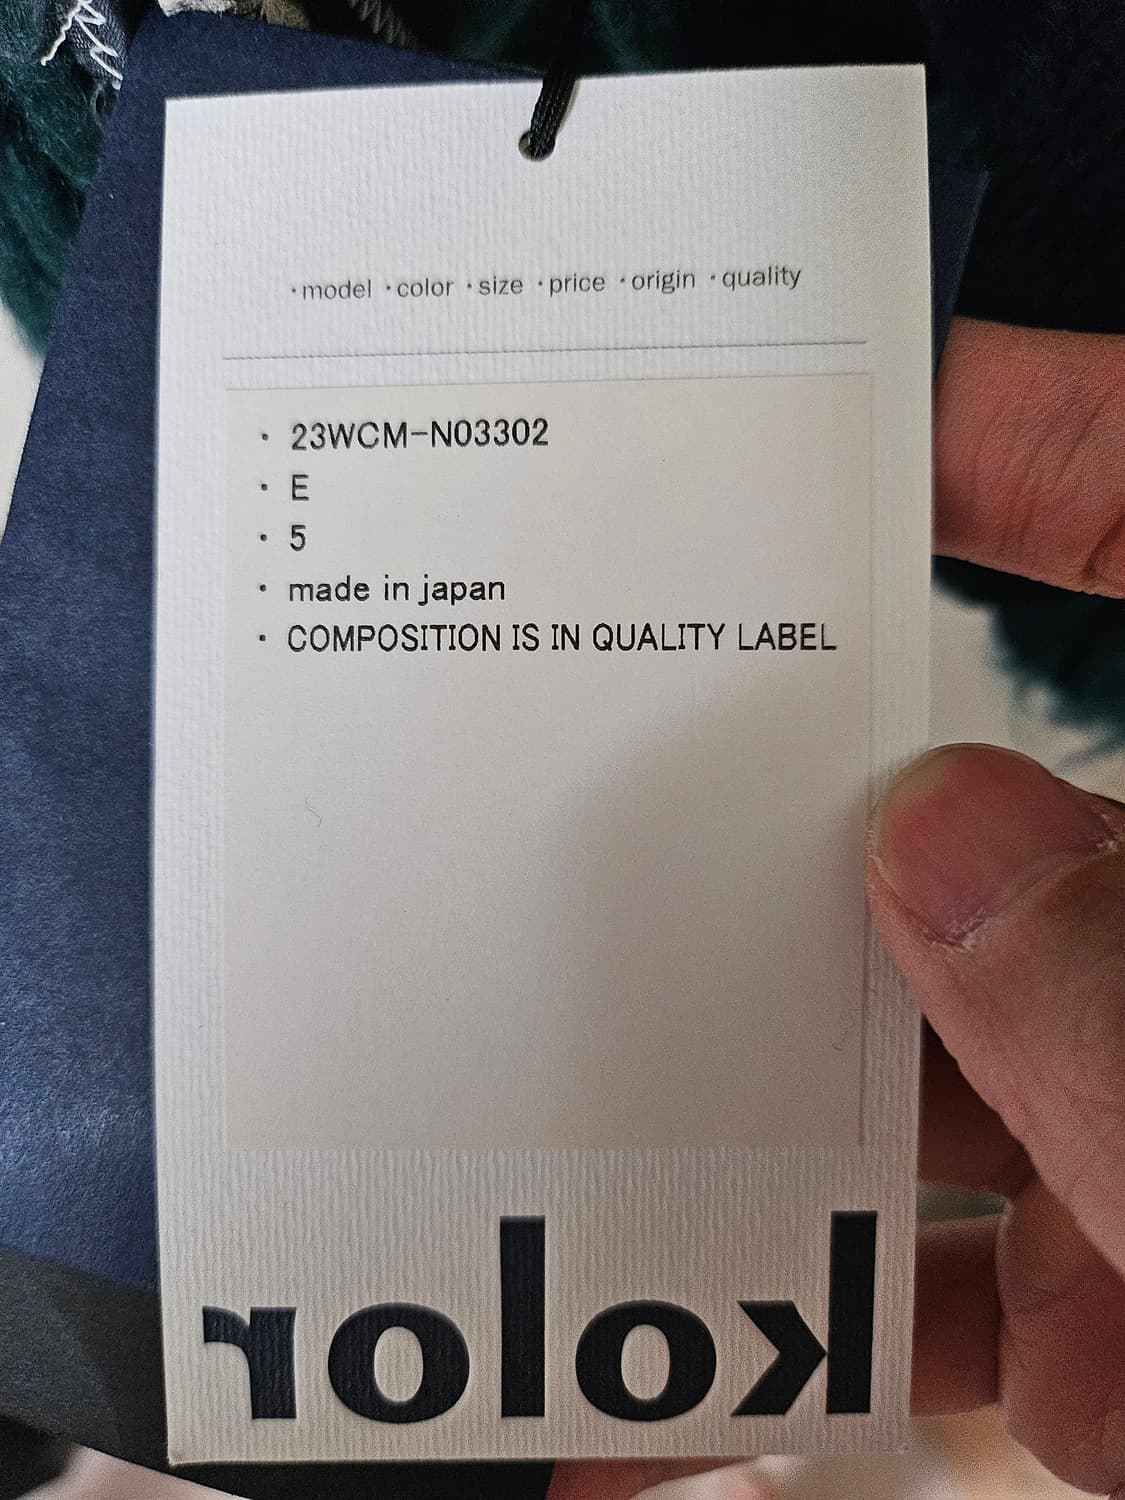 ·model ·color ·size ·price ·origin ·quality
· 23WCM-N03302
· E
· 5
· made in japan
· COMPOSITION IS IN QUALITY LABEL
kolor